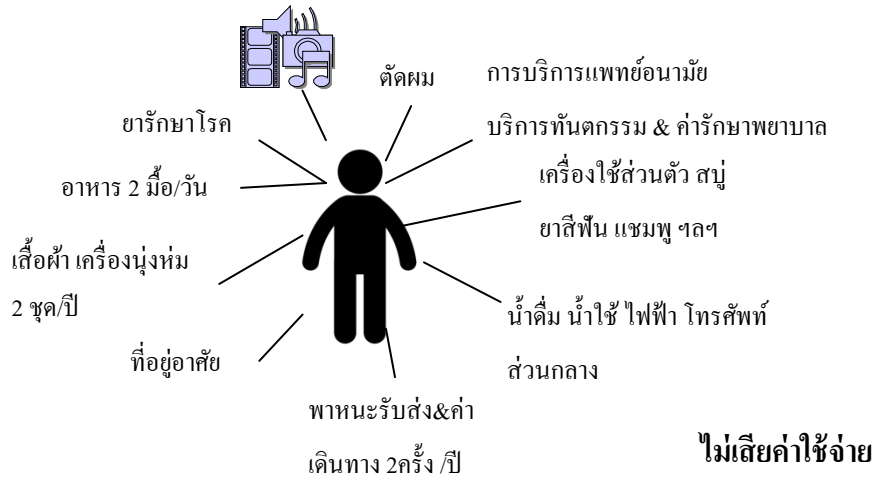 ตัดผม
การบริการแพทย์อนามัย
บริการทันตกรรม & ค่ารักษาพยาบาล
ยารักษาโรค
อาหาร 2 มื้อ/วัน
เครื่องใช้ส่วนตัว สบู่
ยาสีฟัน แชมพู ฯลฯ
เสื้อผ้า เครื่องนุ่งห่ม
2 ชุด/ปี
น้ำดื่ม น้ำใช้ ไฟฟ้า โทรศัพท์
ส่วนกลาง
ที่อยู่อาศัย
พาหนะรับส่ง&ค่า
เดินทาง 2ครั้ง /ปี
ไม่เสียค่าใช้จ่าย